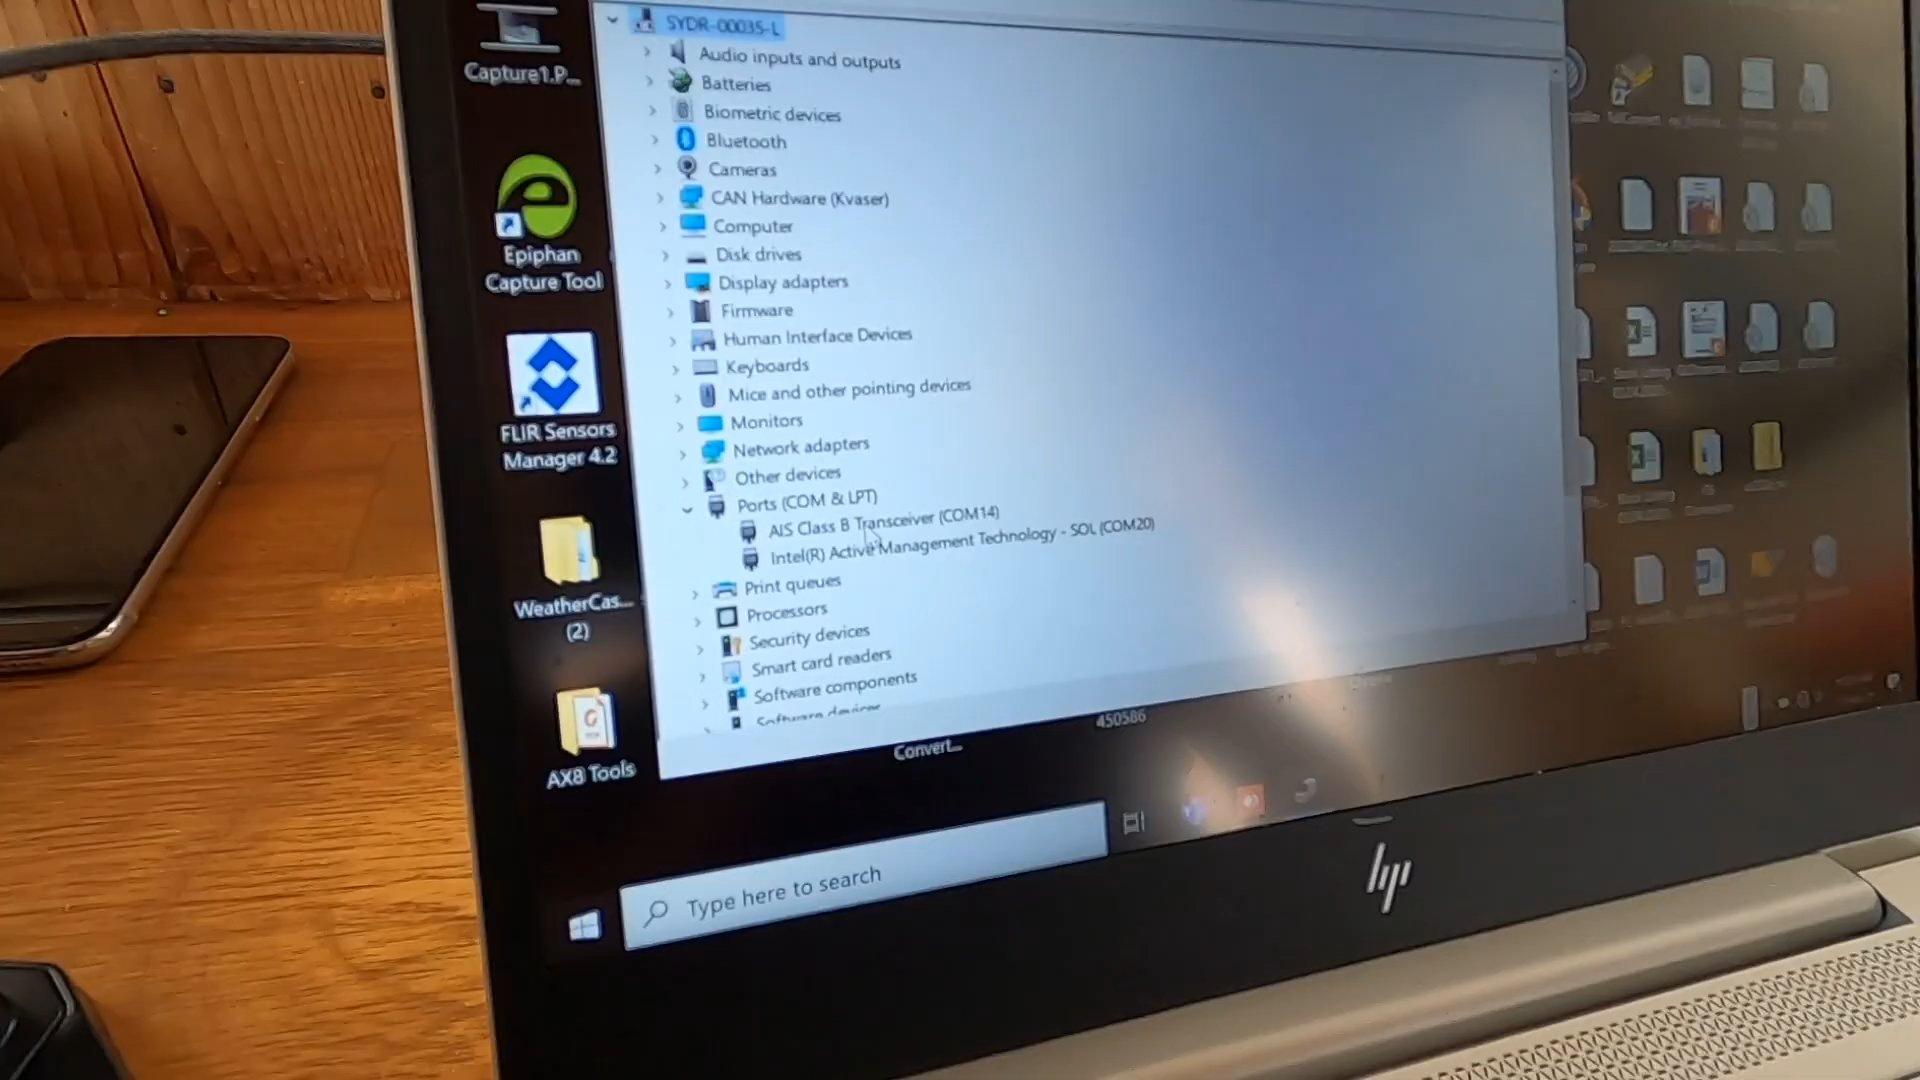 SYDR-00035-L
Audio inputs and outputs
Batteries
Biometric devices
Bluetooth
Cameras
CAN Hardware (Kvaser)
Computer
Disk drives
Display adapters
Firmware
Human Interface Devices
Keyboards
Mice and other pointing devices
Monitors
Network adapters
Other devices
Ports (COM & LPT)
AIS Class B Transceiver (COM14)
Intel(R) Active Management Technology - SOL (COM20)
Print queues
Processors
Security devices
Smart card readers
Software components
Software devices
Capture1.P...
Epiphan
Capture Tool
FLIR Sensors
Manager 4.2
WeatherCas...
(2)
AX8 Tools
Convert...
450586
Type here to search
hp